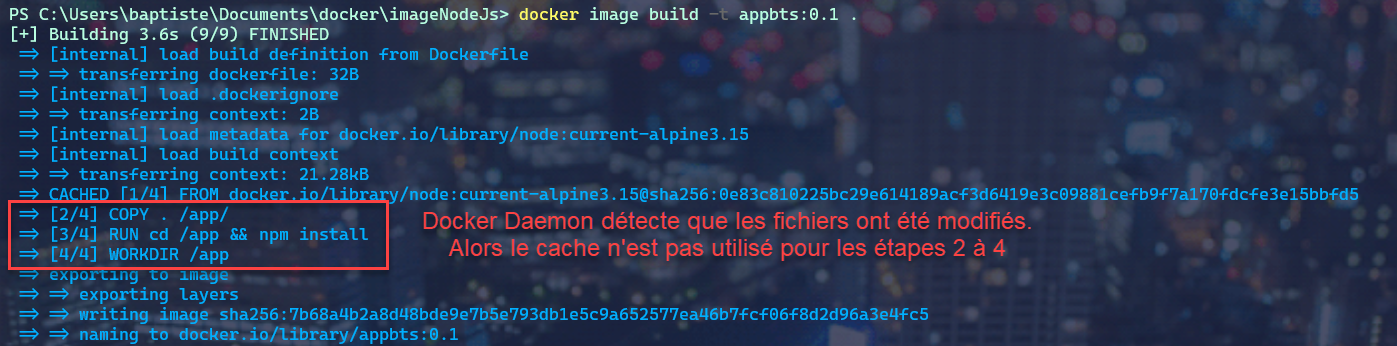 PS C:\Users\baptiste\Documents\docker\imageNodeJs> docker image build -t appbts:0.1 .
[+] Building 3.6s (9/9) FINISHED
=> [internal] load build definition from Dockerfile
=> => transferring dockerfile: 32B
=> [internal] load .dockerignore
=> => transferring context: 2B
=> [internal] load metadata for docker.io/library/node:current-alpine3.15
=> [internal] load build context
=> => transferring context: 21.28kB
=> CACHED [1/4] FROM docker.io/library/node:current-alpine3.15@sha256:0e83c810225bc29e614189acf3d6419e3c09881cefb9f7a170fdcfe3e15bbfd5
=> [2/4] COPY . /app/
=> [3/4] RUN cd /app && npm install
=> [4/4] WORKDIR /app
Docker Daemon détecte que les fichiers ont été modifiés.
Alors le cache n'est pas utilisé pour les étapes 2 à 4
=> exporting to image
=> => exporting layers
=> => writing image sha256:7b68a4b2a8d48bde9e7b5e793db1e5c9a652577ea46b7fcf06f8d2d96a3e4fc5
=> => naming to docker.io/library/appbts:0.1